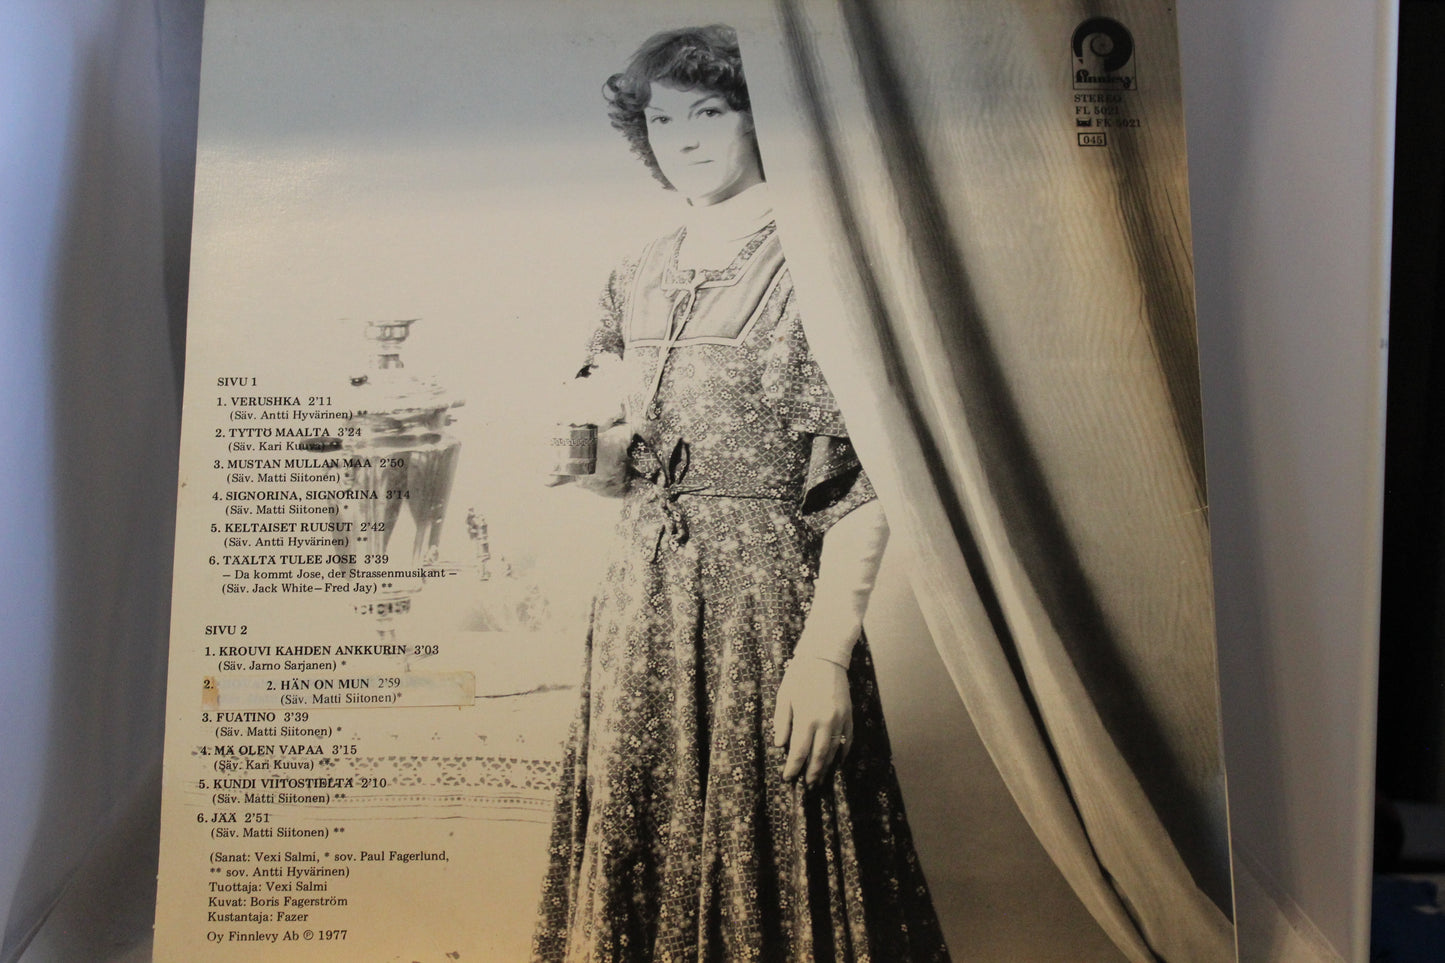 Finnlevy
STEREO
FL 5021
FK 5021
045
SIVU 1
1. VERUSHKA 2'11
(Säv. Antti Hyvärinen) **
2. TYTTÖ MAALTA 3'24
(Säv. Kari Kuuva) **
3. MUSTAN MULLAN MAA 2'50
(Säv. Matti Siitonen) *
4. SIGNORINA, SIGNORINA 3'14
(Säv. Matti Siitonen) *
5. KELTAISET RUUSUT 2'42
(Säv. Antti Hyvärinen) **
6. TÄÄLTÄ TULEE JOSE 3'39
– Da kommt Jose, der Strassenmusikant –
(Säv. Jack White–Fred Jay) **
SIVU 2
1. KROUVI KAHDEN ANKKURIN 3'03
(Säv. Jarno Sarjanen) *
2. 2. HÄN ON MUN 2'59
(Säv. Matti Siitonen)*
3. FUATINO 3'39
(Säv. Matti Siitonen) *
4. MÄ OLEN VAPAA 3'15
(Säv. Kari Kuuva) **
5. KUNDI VIITOSTIELTÄ 2'10
(Säv. Matti Siitonen) **
6. JÄÄ 2'51
(Säv. Matti Siitonen) **
(Sanat: Vexi Salmi, * sov. Paul Fagerlund,
** sov. Antti Hyvärinen)
Tuottaja: Vexi Salmi
Kuvat: Boris Fagerström
Kustantaja: Fazer
Oy Finnlevy Ab ℗ 1977